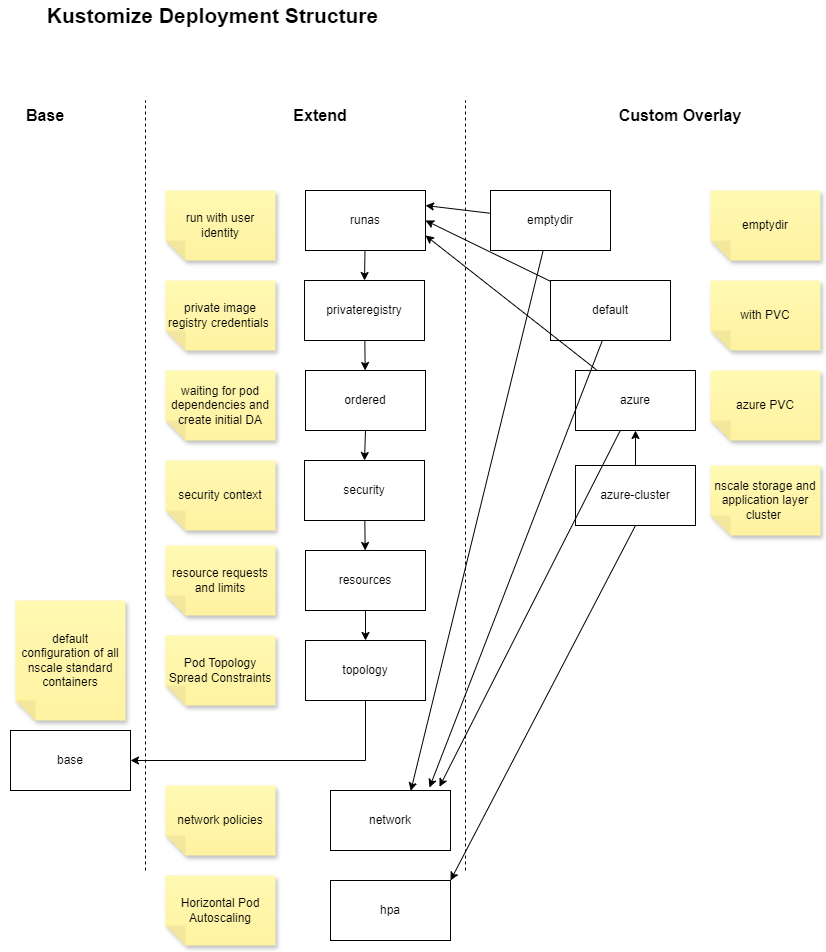 Kustomize Deployment Structure
Base
Extend
Custom Overlay
run with user
identity
runas
emptydir
emptydir
private image
registry credentials
privateregistry
default
with PVC
waiting for pod
dependencies and
create initial DA
ordered
azure
azure PVC
security context
security
azure-cluster
nscale storage and
application layer
cluster
resource requests
and limits
resources
default
configuration of all
nscale standard
containers
Pod Topology
Spread Constraints
topology
base
network policies
network
Horizontal Pod
Autoscaling
hpa